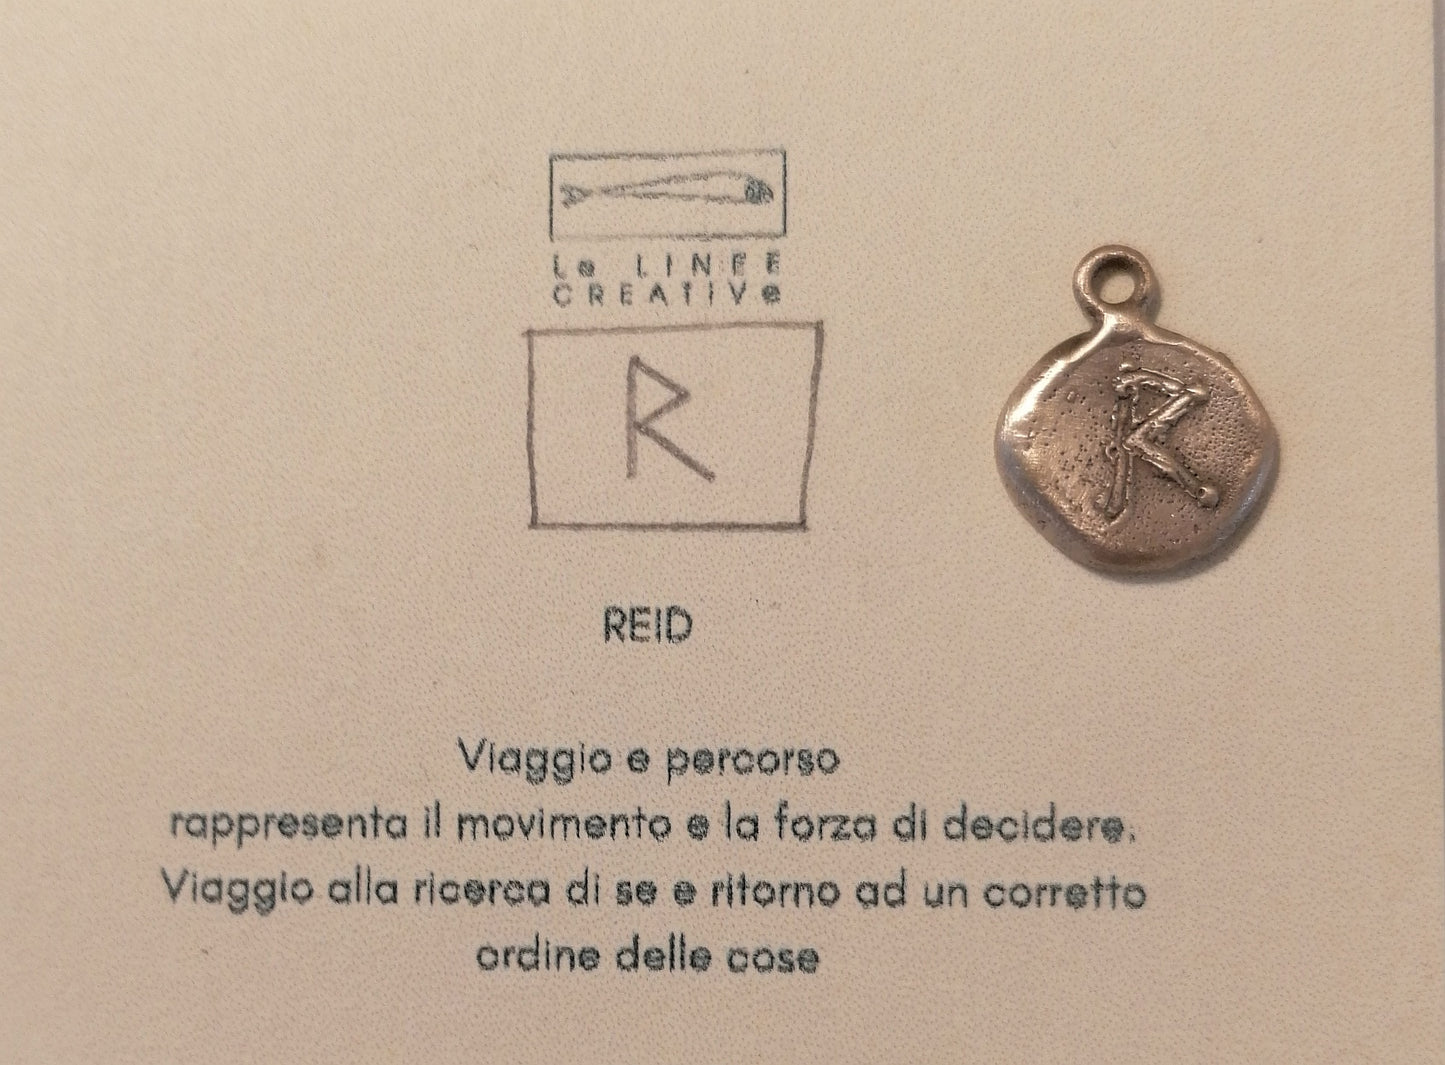 Le LINEE
CREATIVe
R
REID
Viaggio e percorso
rappresenta il movimento e la forza di decidere.
Viaggio alla ricerca di se e ritorno ad un corretto
ordine delle cose
R